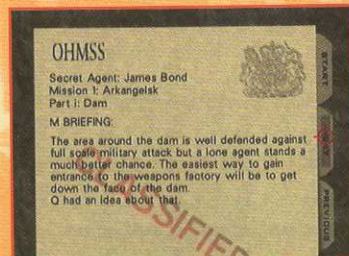 OHMSS
Secret Agent: James Bond
Mission 1: Arkangelsk
Part i: Dam
M BRIEFING:
The area around the dam is well defended against
full scale military attack but a lone agent stands a
much better chance. The easiest way to gain
entrance to the weapons factory will be to get
down the face of the dam.
Q had an idea about that.
START
PREVIOUS
CLASSIFIED